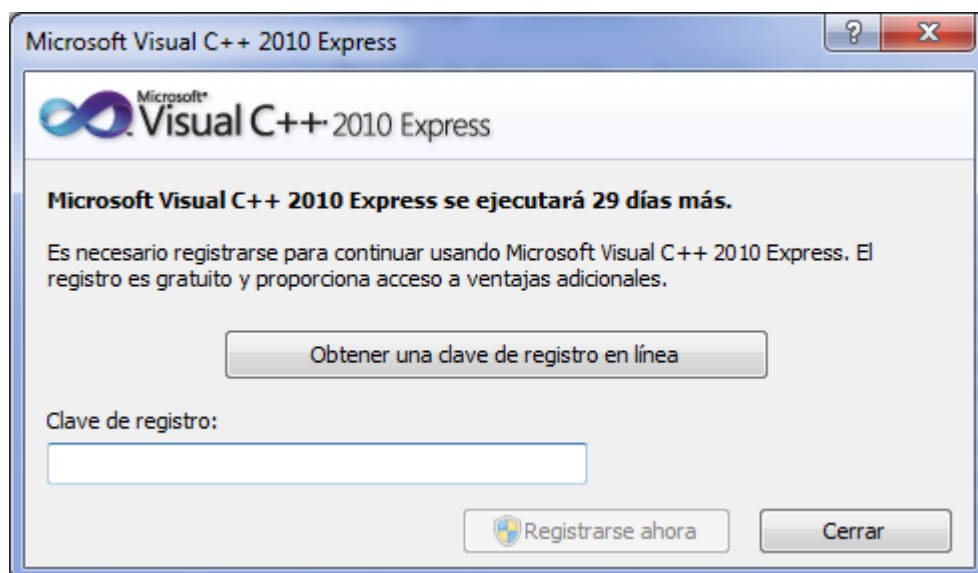 Microsoft Visual C++ 2010 Express
Microsoft®
Visual C++ 2010 Express
Microsoft Visual C++ 2010 Express se ejecutará 29 días más.
Es necesario registrarse para continuar usando Microsoft Visual C++ 2010 Express. El
registro es gratuito y proporciona acceso a ventajas adicionales.
Obtener una clave de registro en línea
Clave de registro:
Registrarse ahora
Cerrar